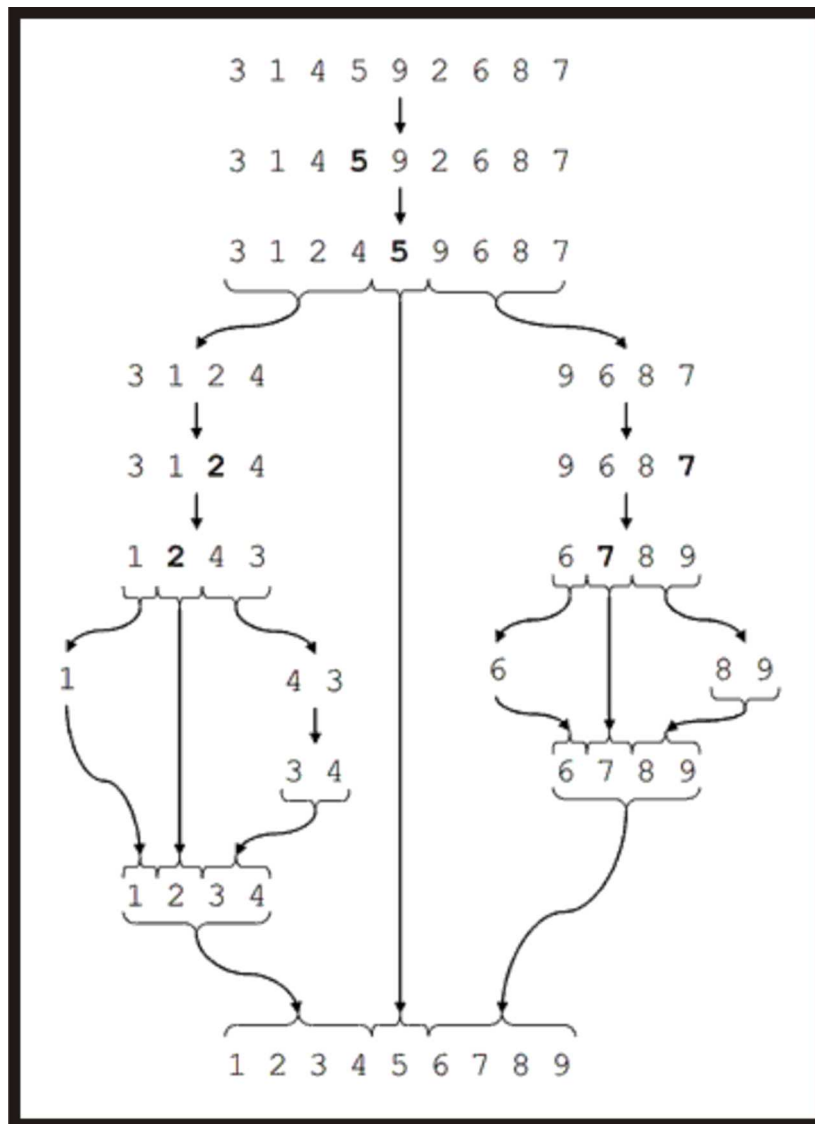 3 1 4 5 9 2 6 8 7
3 1 4 5 9 2 6 8 7
3 1 2 4 5 9 6 8 7
3 1 2 4
9 6 8 7
3 1 2 4
9 6 8 7
1 2 4 3
6 7 8 9
1
4 3
6
8 9
3 4
6 7 8 9
1 2 3 4
1 2 3 4 5 6 7 8 9